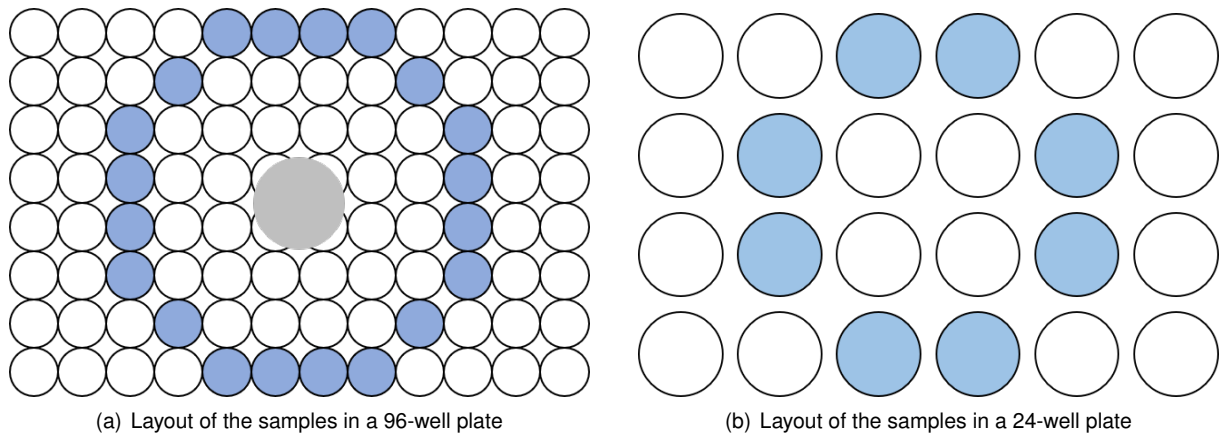 (a) Layout of the samples in a 96-well plate
(b) Layout of the samples in a 24-well plate